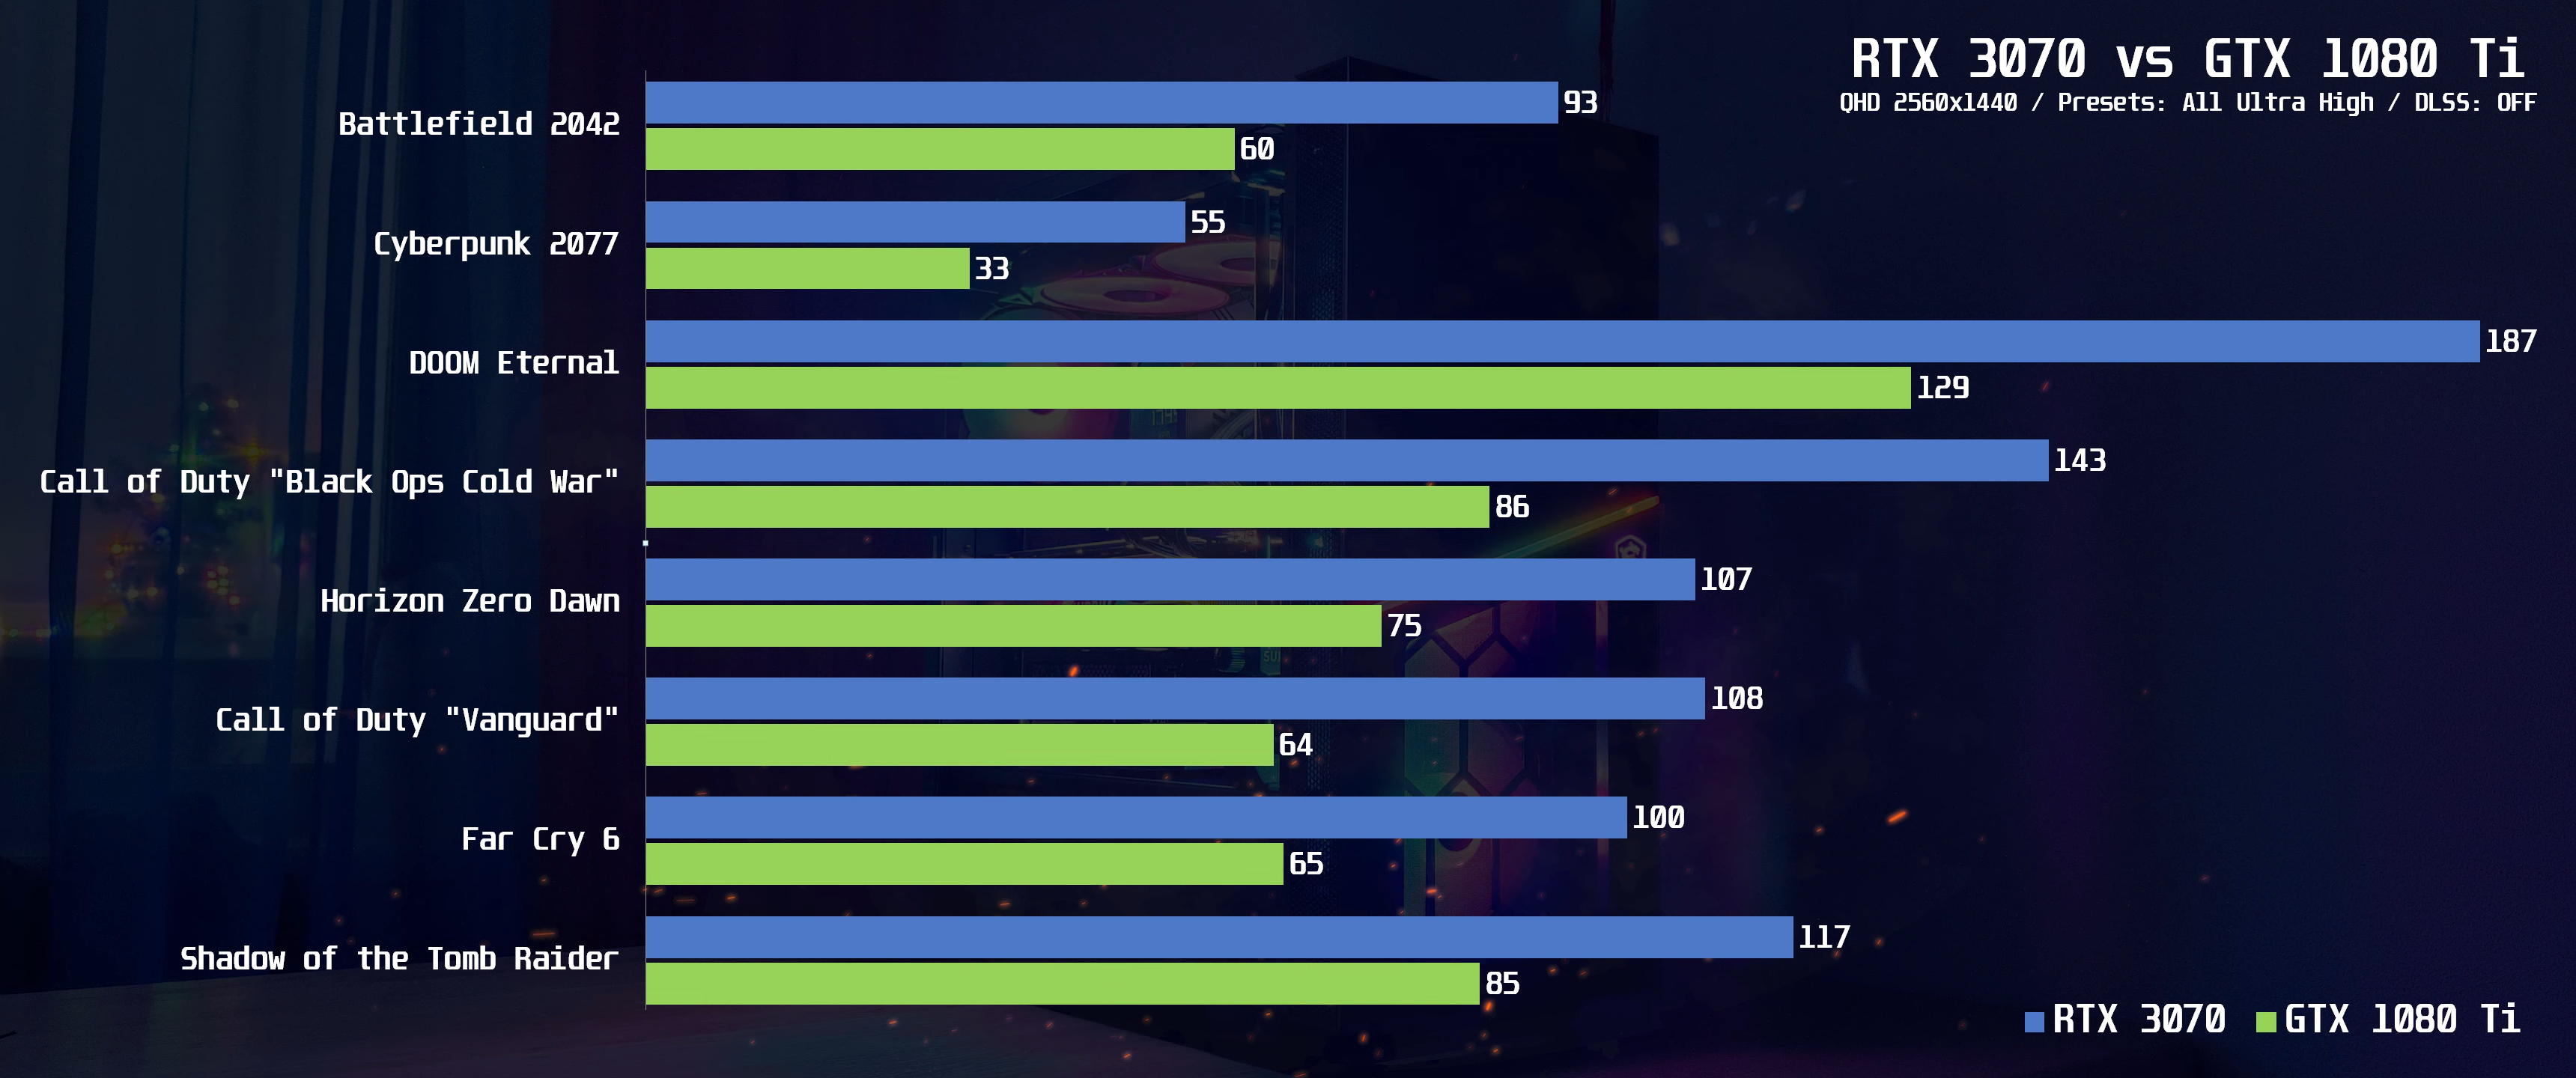 RTX 3070 vs GTX 1080 Ti
QHD 2560x1440 / Presets: All Ultra High / DLSS: OFF
Battlefield 2042
93
60
Cyberpunk 2077
55
33
DOOM Eternal
187
129
Call of Duty "Black Ops Cold War"
143
86
Horizon Zero Dawn
107
75
Call of Duty "Vanguard"
108
64
Far Cry 6
100
65
Shadow of the Tomb Raider
117
85
RTX 3070 GTX 1080 Ti